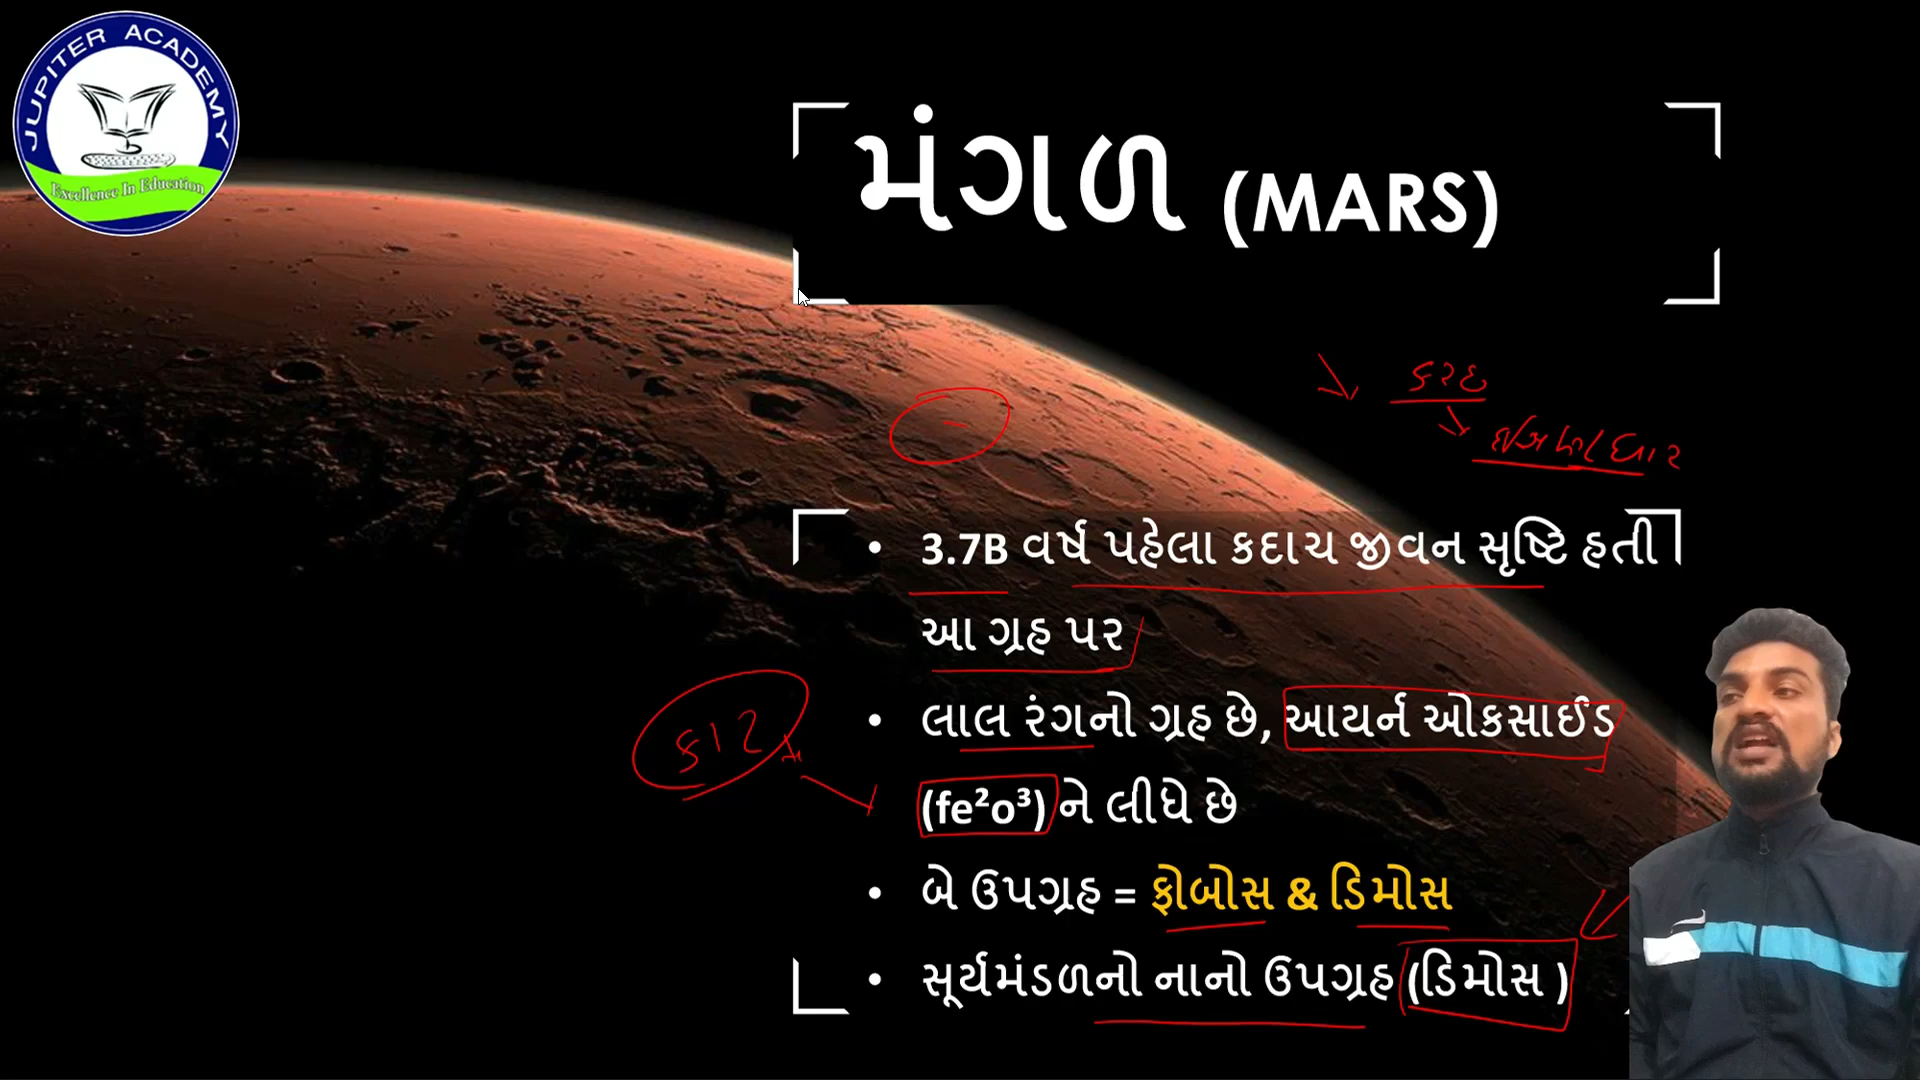 JUPITER ACADEMY
Excellence In Education
મંગળ (MARS)
• 3.7B વર્ષ પહેલા કદાચ જીવન સૃષ્ટિ હતી
આ ગ્રહ પર
• લાલ રંગનો ગ્રહ છે, આયર્ન ઓકસાઈડ
કાટ
(fe²o³) ને લીધે છે
• બે ઉપગ્રહ = ફોબોસ & ડિમોસ
• સૂર્યમંડળનો નાનો ઉપગ્રહ (ડિમોસ )